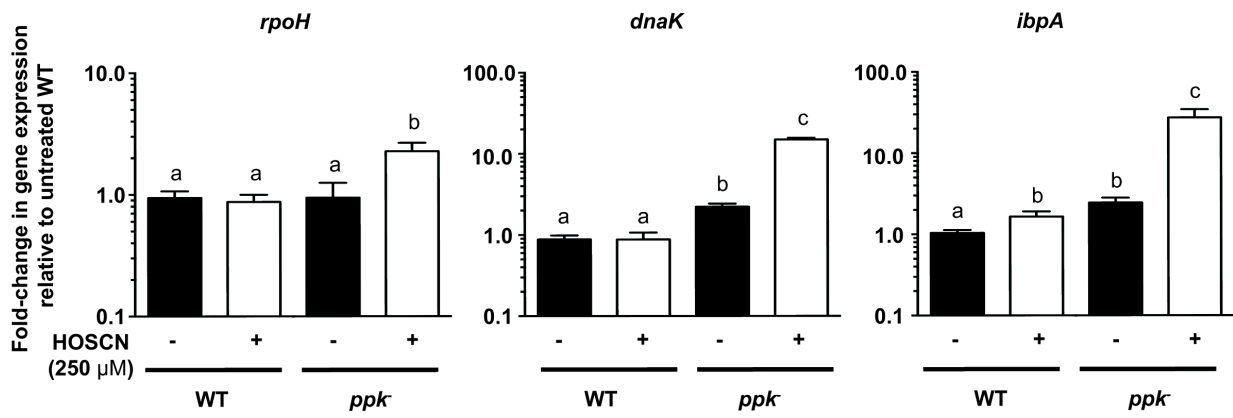 rpoH dnaK ibpA
Fold-change in gene expression
relative to untreated WT
10.0 100.0 100.0
b c c
a a a 10.0 10.0
b b b
1.0 a a 1.0 a 1.0
0.1 0.1 0.1
HOSCN - + - + - + - + - + - +
(250 µM)
WT ppk- WT ppk- WT ppk-